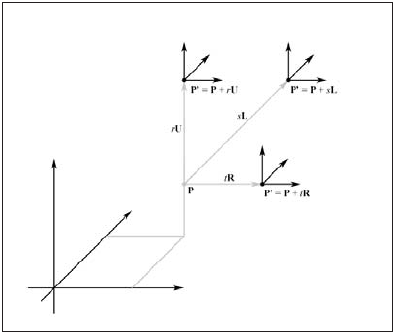 P' = P + rU
P' = P + sL
sL
rU
tR
P
P' = P + tR